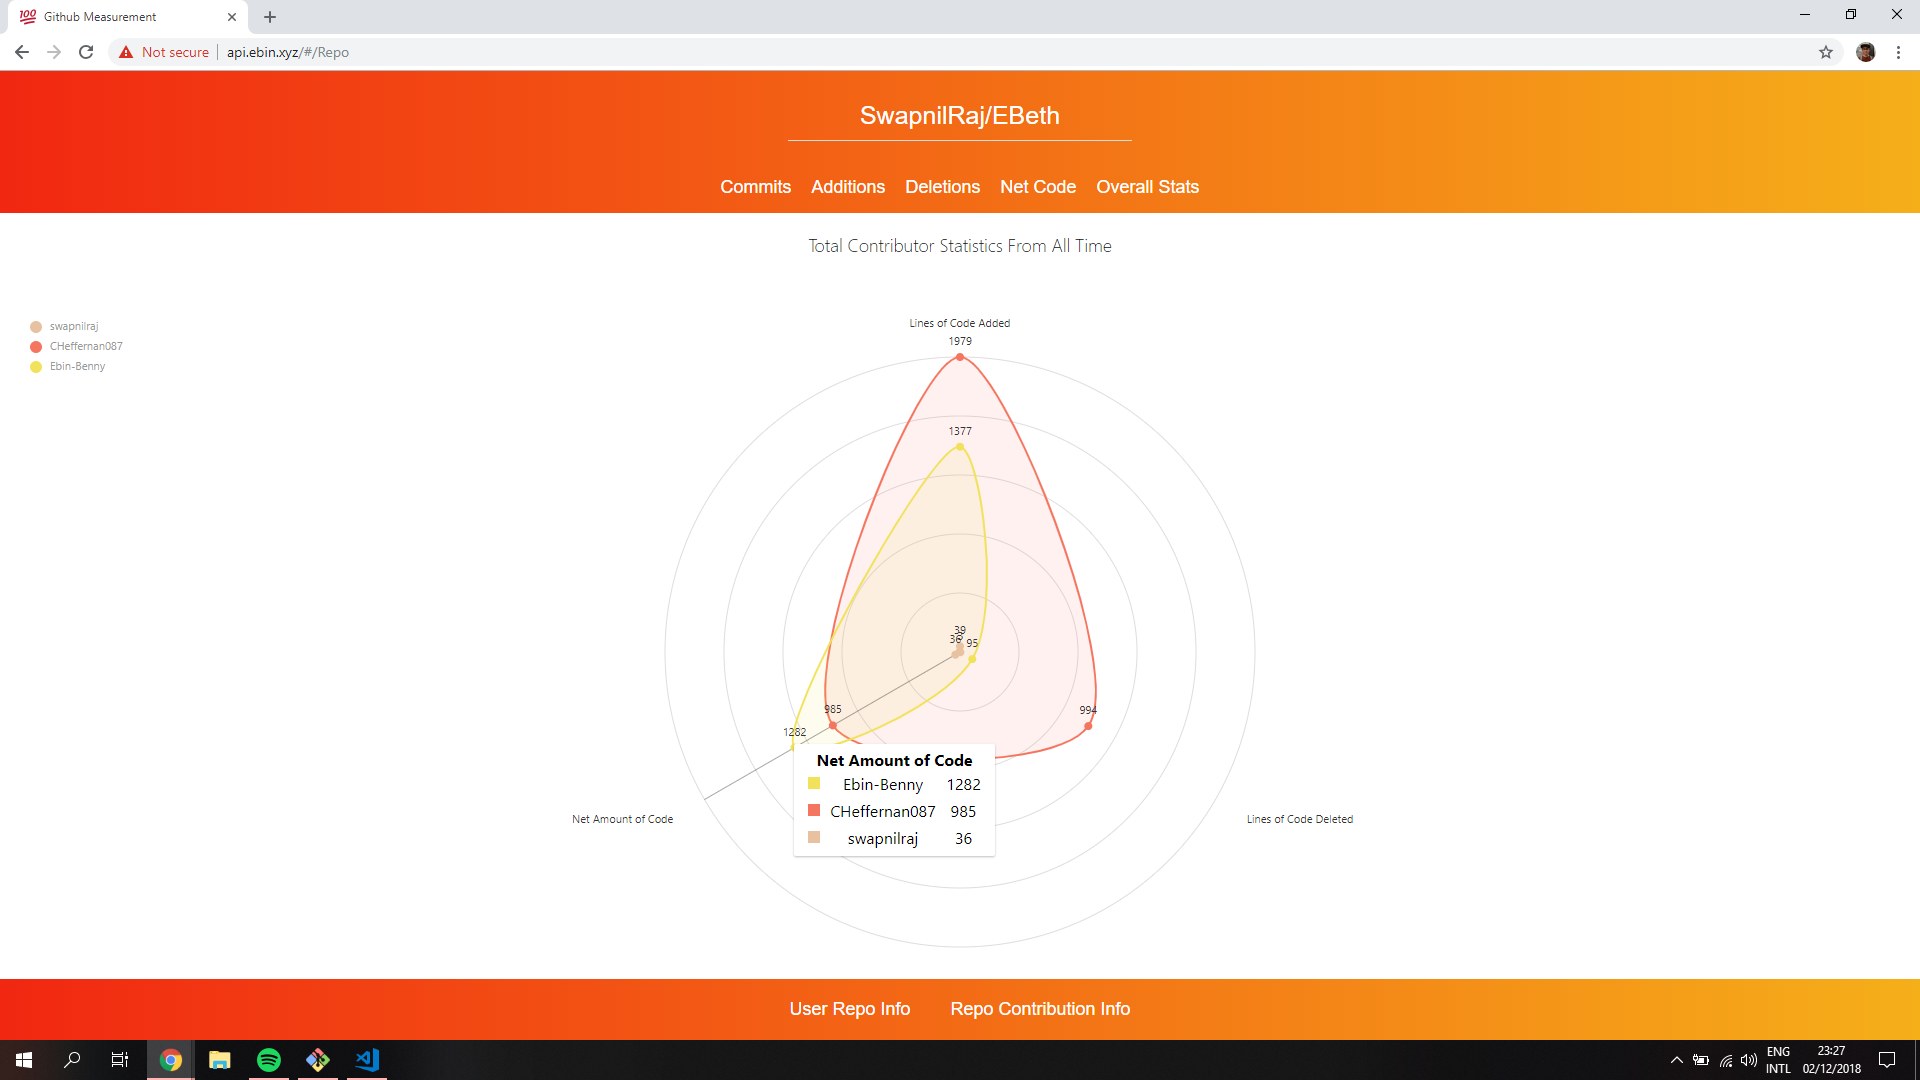 Github Measurement
Not secure
api.ebin.xyz/#/Repo
SwapnilRaj/EBeth
Commits Additions Deletions Net Code Overall Stats
Total Contributor Statistics From All Time
swapnilraj
CHeffernan087
Ebin-Benny
Lines of Code Added
1979
1377
39
36
95
985
994
1282
Net Amount of Code
Ebin-Benny 1282
CHeffernan087 985
swapnilraj 36
Net Amount of Code
Lines of Code Deleted
User Repo Info Repo Contribution Info
ENG
INTL
23:27
02/12/2018